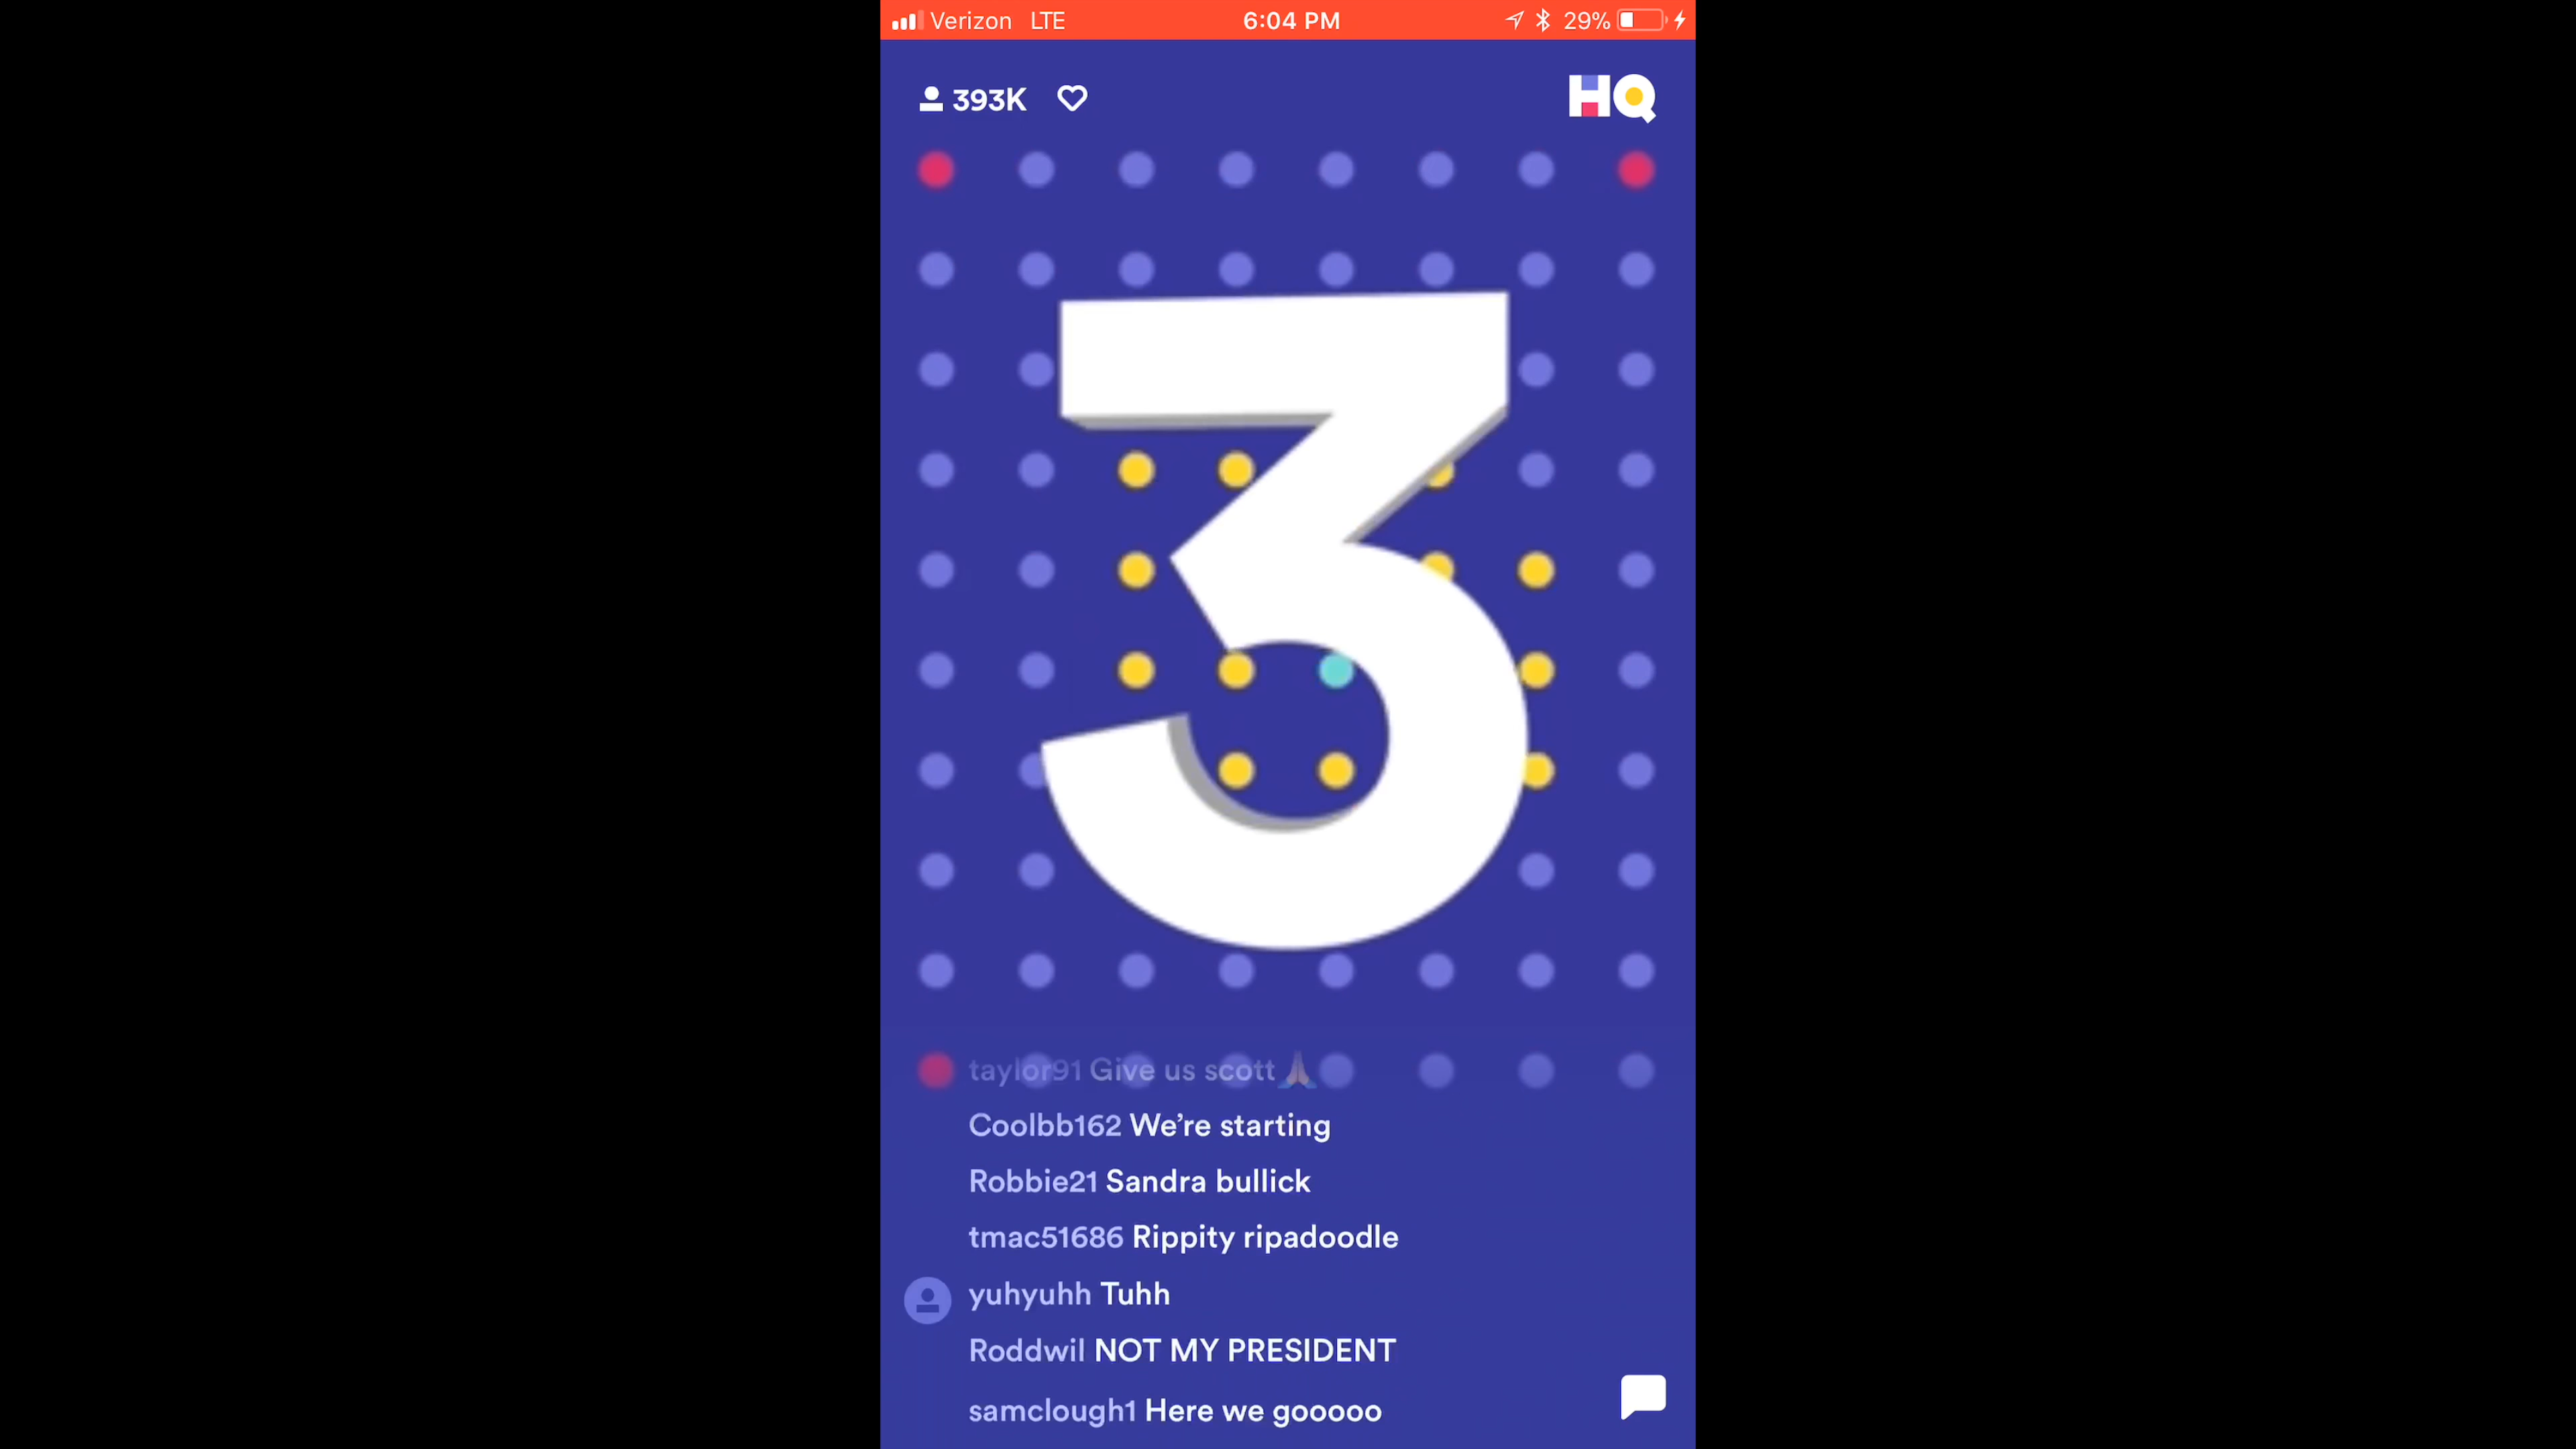 Verizon LTE 6:04 PM 29%
393K HQ
3
taylor91 Give us scott🙏
Coolbb162 We’re starting
Robbie21 Sandra bullick
tmac51686 Rippity ripadoodle
yuhyuhh Tuhh
Roddwil NOT MY PRESIDENT
samclough1 Here we gooooo